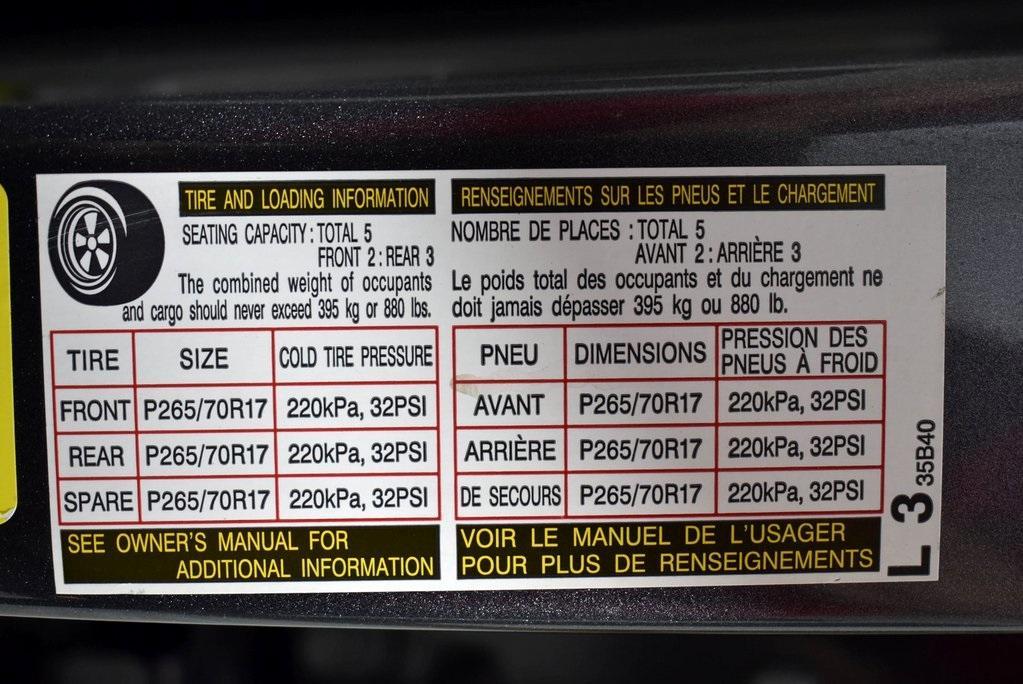 TIRE AND LOADING INFORMATION
SEATING CAPACITY: TOTAL 5
FRONT 2: REAR 3
The combined weight of occupants
and cargo should never exceed 395 kg or 880 lbs.
TIRE SIZE COLD TIRE PRESSURE
FRONT P265/70R17 220kPa, 32PSI
REAR P265/70R17 220kPa, 32PSI
SPARE P265/70R17 220kPa, 32PSI
SEE OWNER'S MANUAL FOR
ADDITIONAL INFORMATION
RENSEIGNEMENTS SUR LES PNEUS ET LE CHARGEMENT
NOMBRE DE PLACES : TOTAL 5
AVANT 2: ARRIÈRE 3
Le poids total des occupants et du chargement ne
doit jamais dépasser 395 kg ou 880 lb.
PNEU DIMENSIONS PRESSION DES
PNEUS À FROID
AVANT P265/70R17 220kPa, 32PSI
ARRIÈRE P265/70R17 220kPa, 32PSI
DE SECOURS P265/70R17 220kPa, 32PSI
VOIR LE MANUEL DE L'USAGER
POUR PLUS DE RENSEIGNEMENTS
L 3 35B40